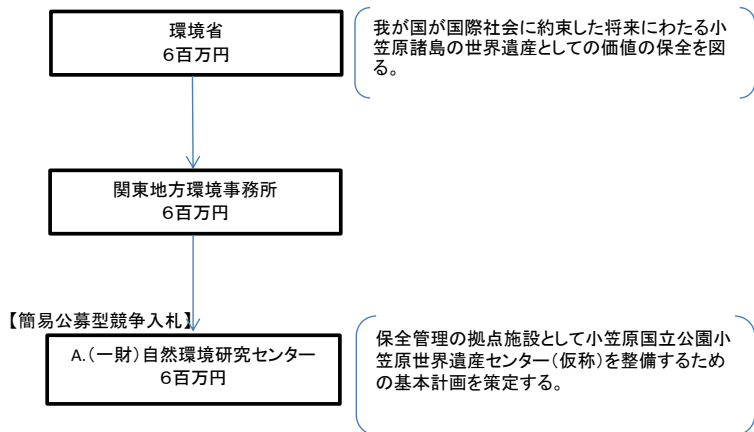 環境省
６百万円
我が国が国際社会に約束した将来にわたる小
笠原諸島の世界遺産としての価値の保全を図
る。
関東地方環境事務所
６百万円
【簡易公募型競争入札】
A.(一財)自然環境研究センター
６百万円
保全管理の拠点施設として小笠原国立公園小
笠原世界遺産センター(仮称)を整備するため
の基本計画を策定する。